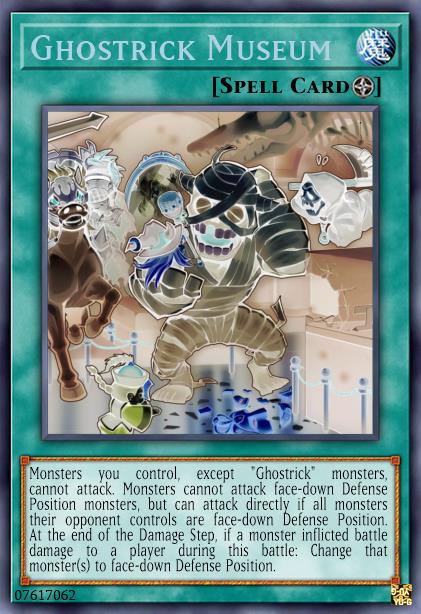 Ghostrick Museum
[Spell Card]
Monsters you control, except "Ghostrick" monsters,
cannot attack. Monsters cannot attack face-down Defense
Position monsters, but can attack directly if all monsters
their opponent controls are face-down Defense Position.
At the end of the Damage Step, if a monster inflicted battle
damage to a player during this battle: Change that
monster(s) to face-down Defense Position.
07617062